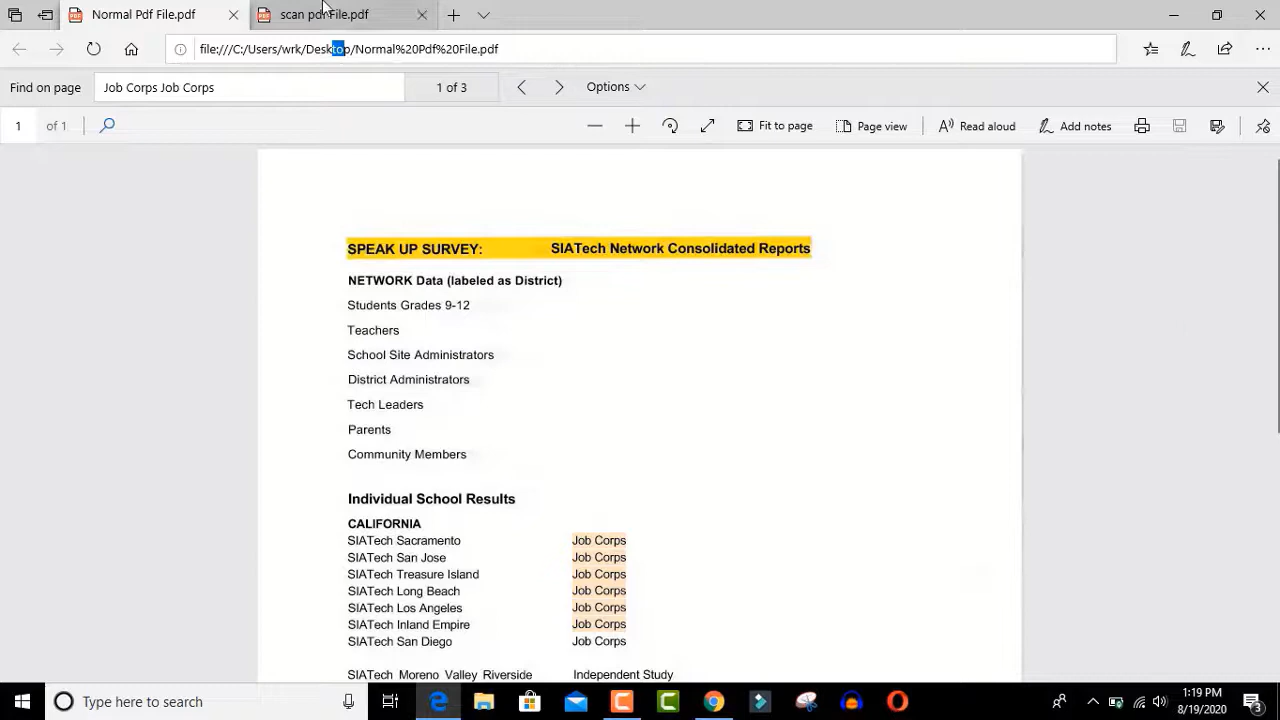 Normal Pdf File.pdf
scan pdf File.pdf
file:///C:/Users/wrk/Desktop/Normal%20Pdf%20File.pdf
Find on page
Job Corps Job Corps
1 of 3
Options
1 of 1
Fit to page
Page view
Read aloud
Add notes
SPEAK UP SURVEY: SIATech Network Consolidated Reports
NETWORK Data (labeled as District)
Students Grades 9-12
Teachers
School Site Administrators
District Administrators
Tech Leaders
Parents
Community Members
Individual School Results
CALIFORNIA
SIATech Sacramento Job Corps
SIATech San Jose Job Corps
SIATech Treasure Island Job Corps
SIATech Long Beach Job Corps
SIATech Los Angeles Job Corps
SIATech Inland Empire Job Corps
SIATech San Diego Job Corps
SIATech Moreno Valley Riverside Independent Study
Type here to search
1:19 PM
8/19/2020